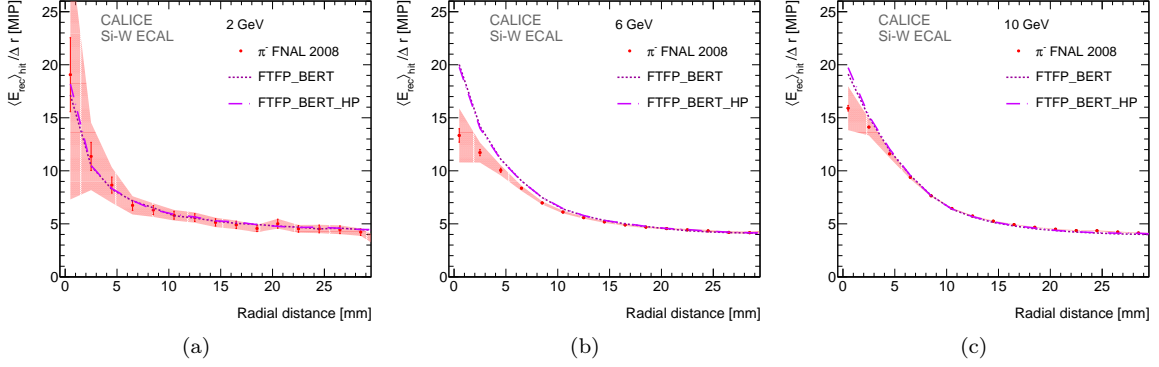 ⟨E_rec⟩_hit / Δ r [MIP]
25
20
15
10
5
0
CALICE
Si-W ECAL
2 GeV
π⁻ FNAL 2008
FTFP_BERT
FTFP_BERT_HP
0 5 10 15 20 25
Radial distance [mm]
(a)
⟨E_rec⟩_hit / Δ r [MIP]
25
20
15
10
5
0
CALICE
Si-W ECAL
6 GeV
π⁻ FNAL 2008
FTFP_BERT
FTFP_BERT_HP
0 5 10 15 20 25
Radial distance [mm]
(b)
⟨E_rec⟩_hit / Δ r [MIP]
25
20
15
10
5
0
CALICE
Si-W ECAL
10 GeV
π⁻ FNAL 2008
FTFP_BERT
FTFP_BERT_HP
0 5 10 15 20 25
Radial distance [mm]
(c)